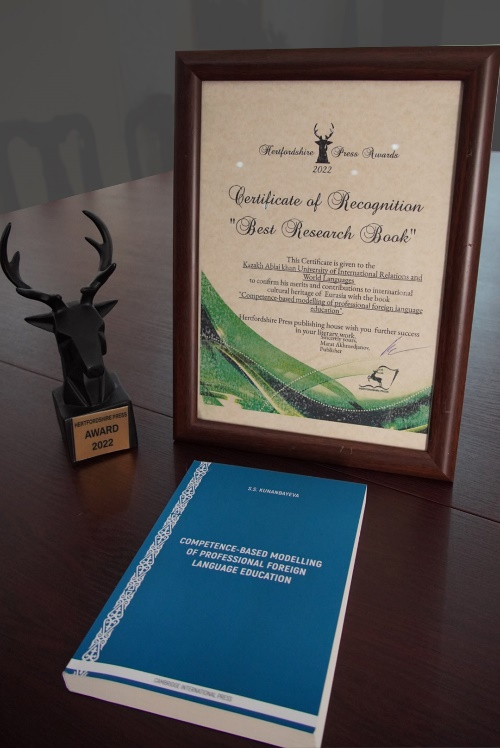 Hertfordshire Press Awards
2022
Certificate of Recognition
"Best Research Book"
This Certificate is given to the
Kazakh Ablai khan University of International Relations and
World Languages
to confirm his merits and contributions to international
cultural heritage of Eurasia with the book
"Competence-based modelling of professional foreign language
education".
Hertfordshire Press publishing house with you further success
in your literary work.
Sincerely yours,
Marat Akhmedjanov
Publisher
HERTFORDSHIRE PRESS
AWARD
2022
S.S. KUNANBAYEVA
COMPETENCE-BASED MODELLING
OF PROFESSIONAL FOREIGN
LANGUAGE EDUCATION
CAMBRIDGE INTERNATIONAL PRESS